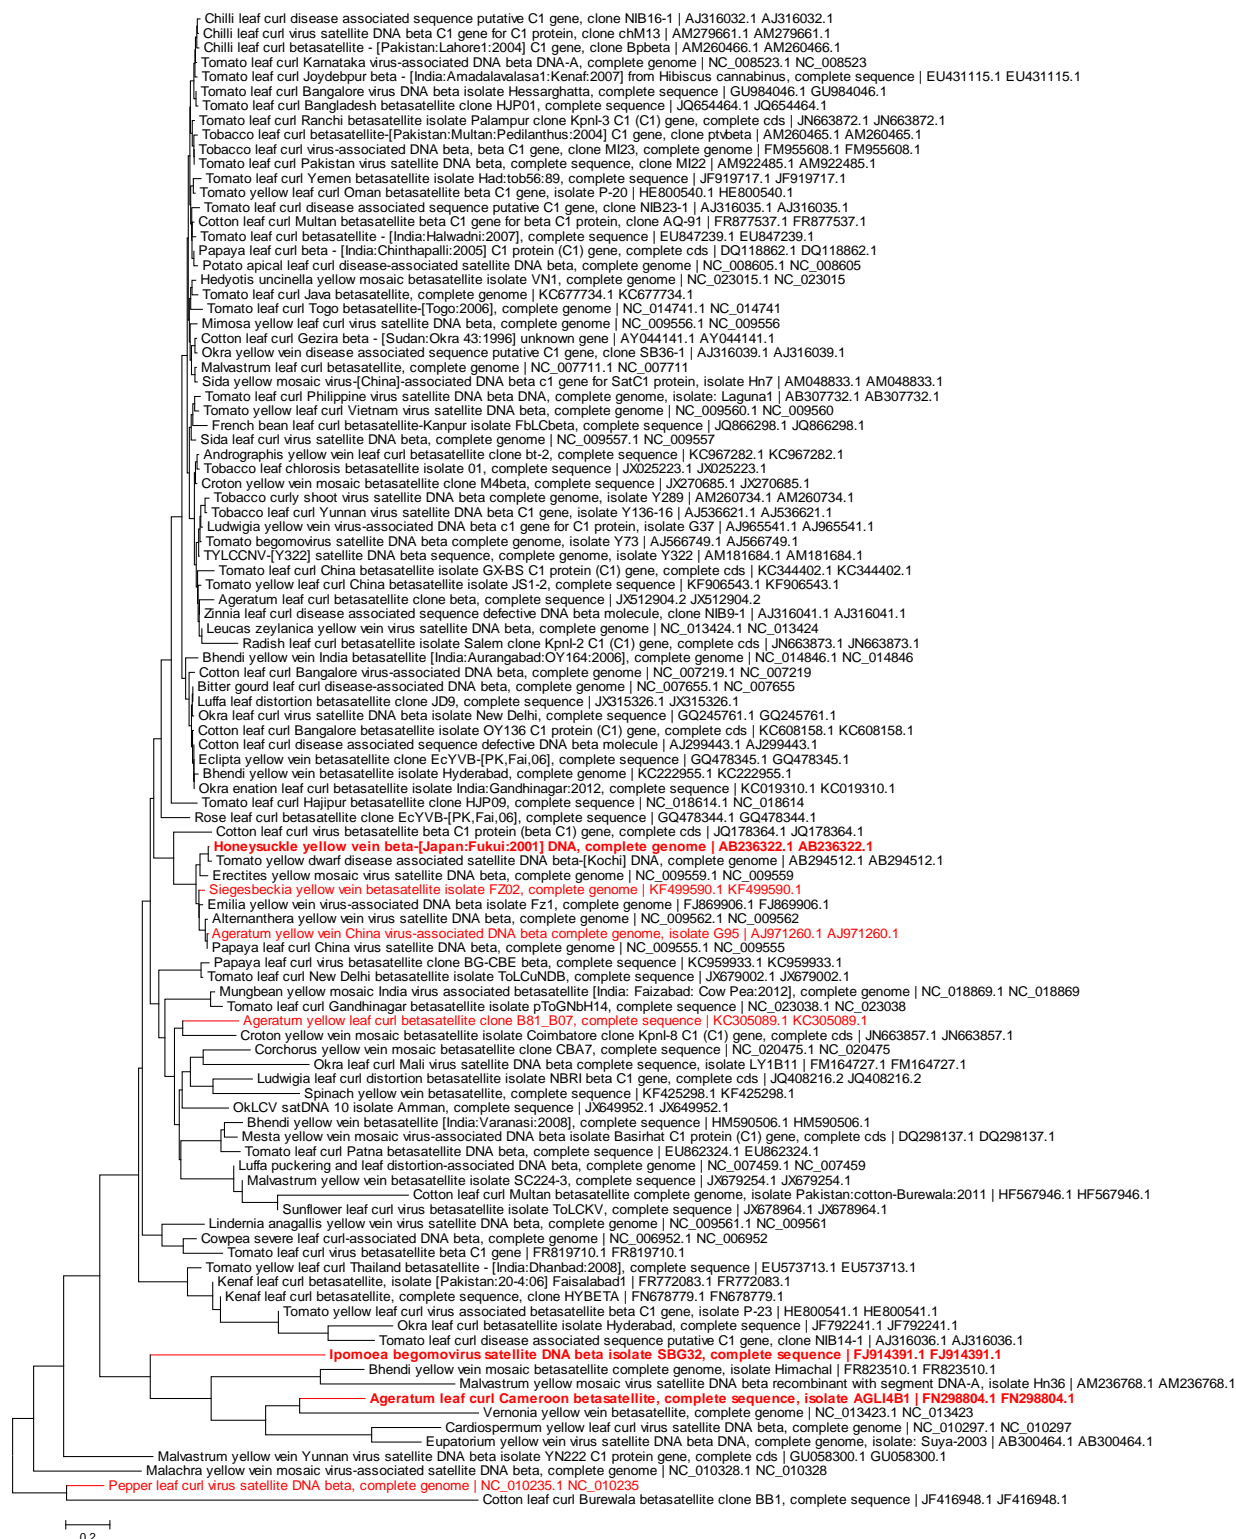 Chilli leaf curl disease associated sequence putative C1 gene, clone NIB16-1 | AJ316032.1 AJ316032.1
Chilli leaf curl virus satellite DNA beta C1 gene for C1 protein, clone chM13 | AM279661.1 AM279661.1
Chilli leaf curl betasatellite - [Pakistan:Lahore1:2004] C1 gene, clone Bpbeta | AM260466.1 AM260466.1
Tomato leaf curl Karnataka virus-associated DNA beta DNA-A, complete genome | NC_008523.1 NC_008523
Tomato leaf curl Joydebpur beta - [India:Amadalavalasa1:Kenaf:2007] from Hibiscus cannabinus, complete sequence | EU431115.1 EU431115.1
Tomato leaf curl Bangalore virus DNA beta isolate Hessarghatta, complete sequence | GU984046.1 GU984046.1
Tomato leaf curl Bangladesh betasatellite clone HJP01, complete sequence | JQ654464.1 JQ654464.1
Tomato leaf curl Ranchi betasatellite isolate Palampur clone KpnI-3 C1 (C1) gene, complete cds | JN663872.1 JN663872.1
Tobacco leaf curl betasatellite-[Pakistan:Multan:Pedilanthus:2004] C1 gene, clone ptvbeta | AM260465.1 AM260465.1
Tobacco leaf curl virus-associated DNA beta, beta C1 gene, clone MI23, complete genome | FM955608.1 FM955608.1
Tomato leaf curl Pakistan virus satellite DNA beta, complete sequence, clone MI22 | AM922485.1 AM922485.1
Tomato leaf curl Yemen betasatellite isolate Had:tob56:89, complete sequence | JF919717.1 JF919717.1
Tomato yellow leaf curl Oman betasatellite beta C1 gene, isolate P-20 | HE800540.1 HE800540.1
Tomato leaf curl disease associated sequence putative C1 gene, clone NIB23-1 | AJ316035.1 AJ316035.1
Cotton leaf curl Multan betasatellite beta C1 gene for beta C1 protein, clone AQ-91 | FR877537.1 FR877537.1
Tomato leaf curl betasatellite - [India:Halwadni:2007], complete sequence | EU847239.1 EU847239.1
Papaya leaf curl beta - [India:Chinthapalli:2005] C1 protein (C1) gene, complete cds | DQ118862.1 DQ118862.1
Potato apical leaf curl disease-associated satellite DNA beta, complete genome | NC_008605.1 NC_008605
Hedyotis uncinella yellow mosaic betasatellite isolate VN1, complete genome | NC_023015.1 NC_023015
Tomato leaf curl Java betasatellite, complete genome | KC677734.1 KC677734.1
Tomato leaf curl Togo betasatellite-[Togo:2006], complete genome | NC_014741.1 NC_014741
Mimosa yellow leaf curl virus satellite DNA beta, complete genome | NC_009556.1 NC_009556
Cotton leaf curl Gezira beta - [Sudan:Okra 43:1996] unknown gene | AY044141.1 AY044141.1
Okra yellow vein disease associated sequence putative C1 gene, clone SB36-1 | AJ316039.1 AJ316039.1
Malvastrum leaf curl betasatellite, complete genome | NC_007711.1 NC_007711
Sida yellow mosaic virus-[China]-associated DNA beta c1 gene for SatC1 protein, isolate Hn7 | AM048833.1 AM048833.1
Tomato leaf curl Philippine virus satellite DNA beta DNA, complete genome, isolate: Laguna1 | AB307732.1 AB307732.1
Tomato yellow leaf curl Vietnam virus satellite DNA beta, complete genome | NC_009560.1 NC_009560
French bean leaf curl betasatellite-Kanpur isolate FbLCbeta, complete sequence | JQ866298.1 JQ866298.1
Sida leaf curl virus satellite DNA beta, complete genome | NC_009557.1 NC_009557
Andrographis yellow vein leaf curl betasatellite clone bt-2, complete sequence | KC967282.1 KC967282.1
Tobacco leaf chlorosis betasatellite isolate 01, complete sequence | JX025223.1 JX025223.1
Croton yellow vein mosaic betasatellite clone M4beta, complete sequence | JX270685.1 JX270685.1
Tobacco curly shoot virus satellite DNA beta complete genome, isolate Y289 | AM260734.1 AM260734.1
Tobacco leaf curl Yunnan virus satellite DNA beta C1 gene, isolate Y136-16 | AJ536621.1 AJ536621.1
Ludwigia yellow vein virus-associated DNA beta c1 gene for C1 protein, isolate G37 | AJ965541.1 AJ965541.1
Tomato begomovirus satellite DNA beta complete genome, isolate Y73 | AJ566749.1 AJ566749.1
TYLCCNV-[Y322] satellite DNA beta sequence, complete genome, isolate Y322 | AM181684.1 AM181684.1
Tomato leaf curl China betasatellite isolate GX-BS C1 protein (C1) gene, complete cds | KC344402.1 KC344402.1
Tomato yellow leaf curl China betasatellite isolate JS1-2, complete sequence | KF906543.1 KF906543.1
Ageratum leaf curl betasatellite clone beta, complete sequence | JX512904.2 JX512904.2
Zinnia leaf curl disease associated sequence defective DNA beta molecule, clone NIB9-1 | AJ316041.1 AJ316041.1
Leucas zeylanica yellow vein virus satellite DNA beta, complete genome | NC_013424.1 NC_013424
Radish leaf curl betasatellite isolate Salem clone KpnI-2 C1 (C1) gene, complete cds | JN663873.1 JN663873.1
Bhendi yellow vein India betasatellite [India:Aurangabad:OY164:2006], complete genome | NC_014846.1 NC_014846
Cotton leaf curl Bangalore virus-associated DNA beta, complete genome | NC_007219.1 NC_007219
Bitter gourd leaf curl disease-associated DNA beta, complete genome | NC_007655.1 NC_007655
Luffa leaf distortion betasatellite clone JD9, complete sequence | JX315326.1 JX315326.1
Okra leaf curl virus satellite DNA beta isolate New Delhi, complete sequence | GQ245761.1 GQ245761.1
Cotton leaf curl Bangalore betasatellite isolate OY136 C1 protein (C1) gene, complete cds | KC608158.1 KC608158.1
Cotton leaf curl disease associated sequence defective DNA beta molecule | AJ299443.1 AJ299443.1
Eclipta yellow vein betasatellite clone EcYVB-[PK,Fai,06], complete sequence | GQ478345.1 GQ478345.1
Bhendi yellow vein betasatellite isolate Hyderabad, complete genome | KC222955.1 KC222955.1
Okra enation leaf curl betasatellite isolate India:Gandhinagar:2012, complete sequence | KC019310.1 KC019310.1
Tomato leaf curl Hajipur betasatellite clone HJP09, complete sequence | NC_018614.1 NC_018614
Rose leaf curl betasatellite clone EcYVB-[PK,Fai,06], complete sequence | GQ478344.1 GQ478344.1
Cotton leaf curl virus betasatellite beta C1 protein (beta C1) gene, complete cds | JQ178364.1 JQ178364.1
Honeysuckle yellow vein beta-[Japan:Fukui:2001] DNA, complete genome | AB236322.1 AB236322.1
Tomato yellow dwarf disease associated satellite DNA beta-[Kochi] DNA, complete genome | AB294512.1 AB294512.1
Erectites yellow mosaic virus satellite DNA beta, complete genome | NC_009559.1 NC_009559
Siegesbeckia yellow vein betasatellite isolate FZ02, complete genome | KF499590.1 KF499590.1
Emilia yellow vein virus-associated DNA beta isolate Fz1, complete genome | FJ869906.1 FJ869906.1
Alternanthera yellow vein virus satellite DNA beta, complete genome | NC_009562.1 NC_009562
Ageratum yellow vein China virus-associated DNA beta complete genome, isolate G95 | AJ971260.1 AJ971260.1
Papaya leaf curl China virus satellite DNA beta, complete genome | NC_009555.1 NC_009555
Papaya leaf curl virus betasatellite clone BG-CBE beta, complete sequence | KC959933.1 KC959933.1
Tomato leaf curl New Delhi betasatellite isolate ToLCuNDB, complete sequence | JX679002.1 JX679002.1
Mungbean yellow mosaic India virus associated betasatellite [India: Faizabad: Cow Pea:2012], complete genome | NC_018869.1 NC_018869
Tomato leaf curl Gandhinagar betasatellite isolate pToGNbH14, complete sequence | NC_023038.1 NC_023038
Ageratum yellow leaf curl betasatellite clone B81_B07, complete sequence | KC305089.1 KC305089.1
Croton yellow vein mosaic betasatellite isolate Coimbatore clone KpnI-8 C1 (C1) gene, complete cds | JN663857.1 JN663857.1
Corchorus yellow vein mosaic betasatellite clone CBA7, complete sequence | NC_020475.1 NC_020475
Okra leaf curl Mali virus satellite DNA beta complete sequence, isolate LY1B11 | FM164727.1 FM164727.1
Ludwigia leaf curl distortion betasatellite isolate NBRI beta C1 gene, complete cds | JQ408216.2 JQ408216.2
Spinach yellow vein betasatellite, complete sequence | KF425298.1 KF425298.1
OkLCV satDNA 10 isolate Amman, complete sequence | JX649952.1 JX649952.1
Bhendi yellow vein betasatellite [India:Varanasi:2008], complete sequence | HM590506.1 HM590506.1
Mesta yellow vein mosaic virus-associated DNA beta isolate Basirhat C1 protein (C1) gene, complete cds | DQ298137.1 DQ298137.1
Tomato leaf curl Patna betasatellite DNA beta, complete sequence | EU862324.1 EU862324.1
Luffa puckering and leaf distortion-associated DNA beta, complete genome | NC_007459.1 NC_007459
Malvastrum yellow vein betasatellite isolate SC224-3, complete sequence | JX679254.1 JX679254.1
Cotton leaf curl Multan betasatellite complete genome, isolate Pakistan:cotton-Burewala:2011 | HF567946.1 HF567946.1
Sunflower leaf curl virus betasatellite isolate ToLCKV, complete sequence | JX678964.1 JX678964.1
Lindernia anagallis yellow vein virus satellite DNA beta, complete genome | NC_009561.1 NC_009561
Cowpea severe leaf curl-associated DNA beta, complete genome | NC_006952.1 NC_006952
Tomato leaf curl virus betasatellite beta C1 gene | FR819710.1 FR819710.1
Tomato yellow leaf curl Thailand betasatellite - [India:Dhanbad:2008], complete sequence | EU573713.1 EU573713.1
Kenaf leaf curl betasatellite, isolate [Pakistan:20-4:06] Faisalabad1 | FR772083.1 FR772083.1
Kenaf leaf curl betasatellite, complete sequence, clone HYBETA | FN678779.1 FN678779.1
Tomato yellow leaf curl virus associated betasatellite beta C1 gene, isolate P-23 | HE800541.1 HE800541.1
Okra leaf curl betasatellite isolate Hyderabad, complete sequence | JF792241.1 JF792241.1
Tomato leaf curl disease associated sequence putative C1 gene, clone NIB14-1 | AJ316036.1 AJ316036.1
Ipomoea begomovirus satellite DNA beta isolate SBG32, complete sequence | FJ914391.1 FJ914391.1
Bhendi yellow vein mosaic betasatellite complete genome, isolate Himachal | FR823510.1 FR823510.1
Malvastrum yellow mosaic virus satellite DNA beta recombinant with segment DNA-A, isolate Hn36 | AM236768.1 AM236768.1
Ageratum leaf curl Cameroon betasatellite, complete sequence, isolate AGLI4B1 | FN298804.1 FN298804.1
Vernonia yellow vein betasatellite, complete genome | NC_013423.1 NC_013423
Cardiospermum yellow leaf curl virus satellite DNA beta, complete genome | NC_010297.1 NC_010297
Eupatorium yellow vein virus satellite DNA beta DNA, complete genome, isolate: Suya-2003 | AB300464.1 AB300464.1
Malvastrum yellow vein Yunnan virus satellite DNA beta isolate YN222 C1 protein gene, complete cds | GU058300.1 GU058300.1
Malachra yellow vein mosaic virus-associated satellite DNA beta, complete genome | NC_010328.1 NC_010328
Pepper leaf curl virus satellite DNA beta, complete genome | NC_010235.1 NC_010235
Cotton leaf curl Burewala betasatellite clone BB1, complete sequence | JF416948.1 JF416948.1
0.2